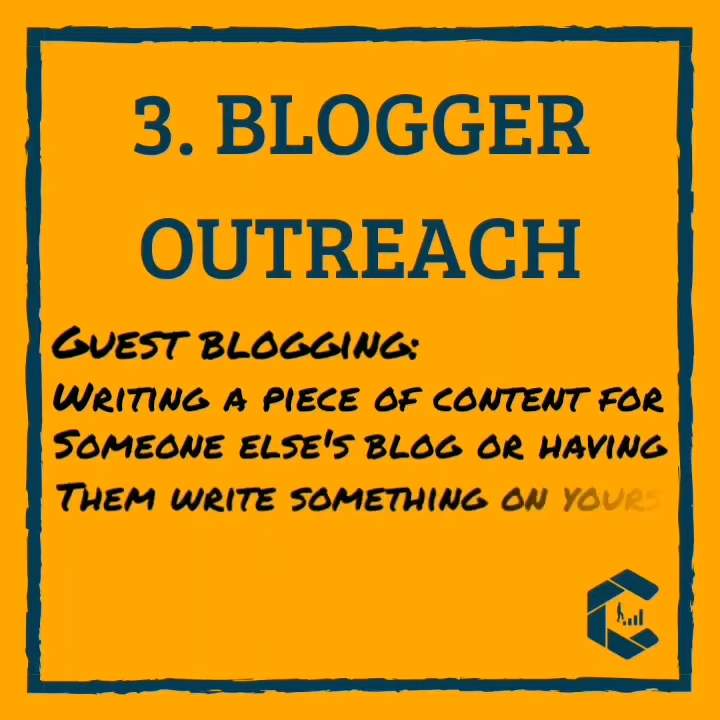 3. BLOGGER
OUTREACH
GUEST BLOGGING:
WRITING A PIECE OF CONTENT FOR
SOMEONE ELSE'S BLOG OR HAVING
THEM WRITE SOMETHING ON YOURS